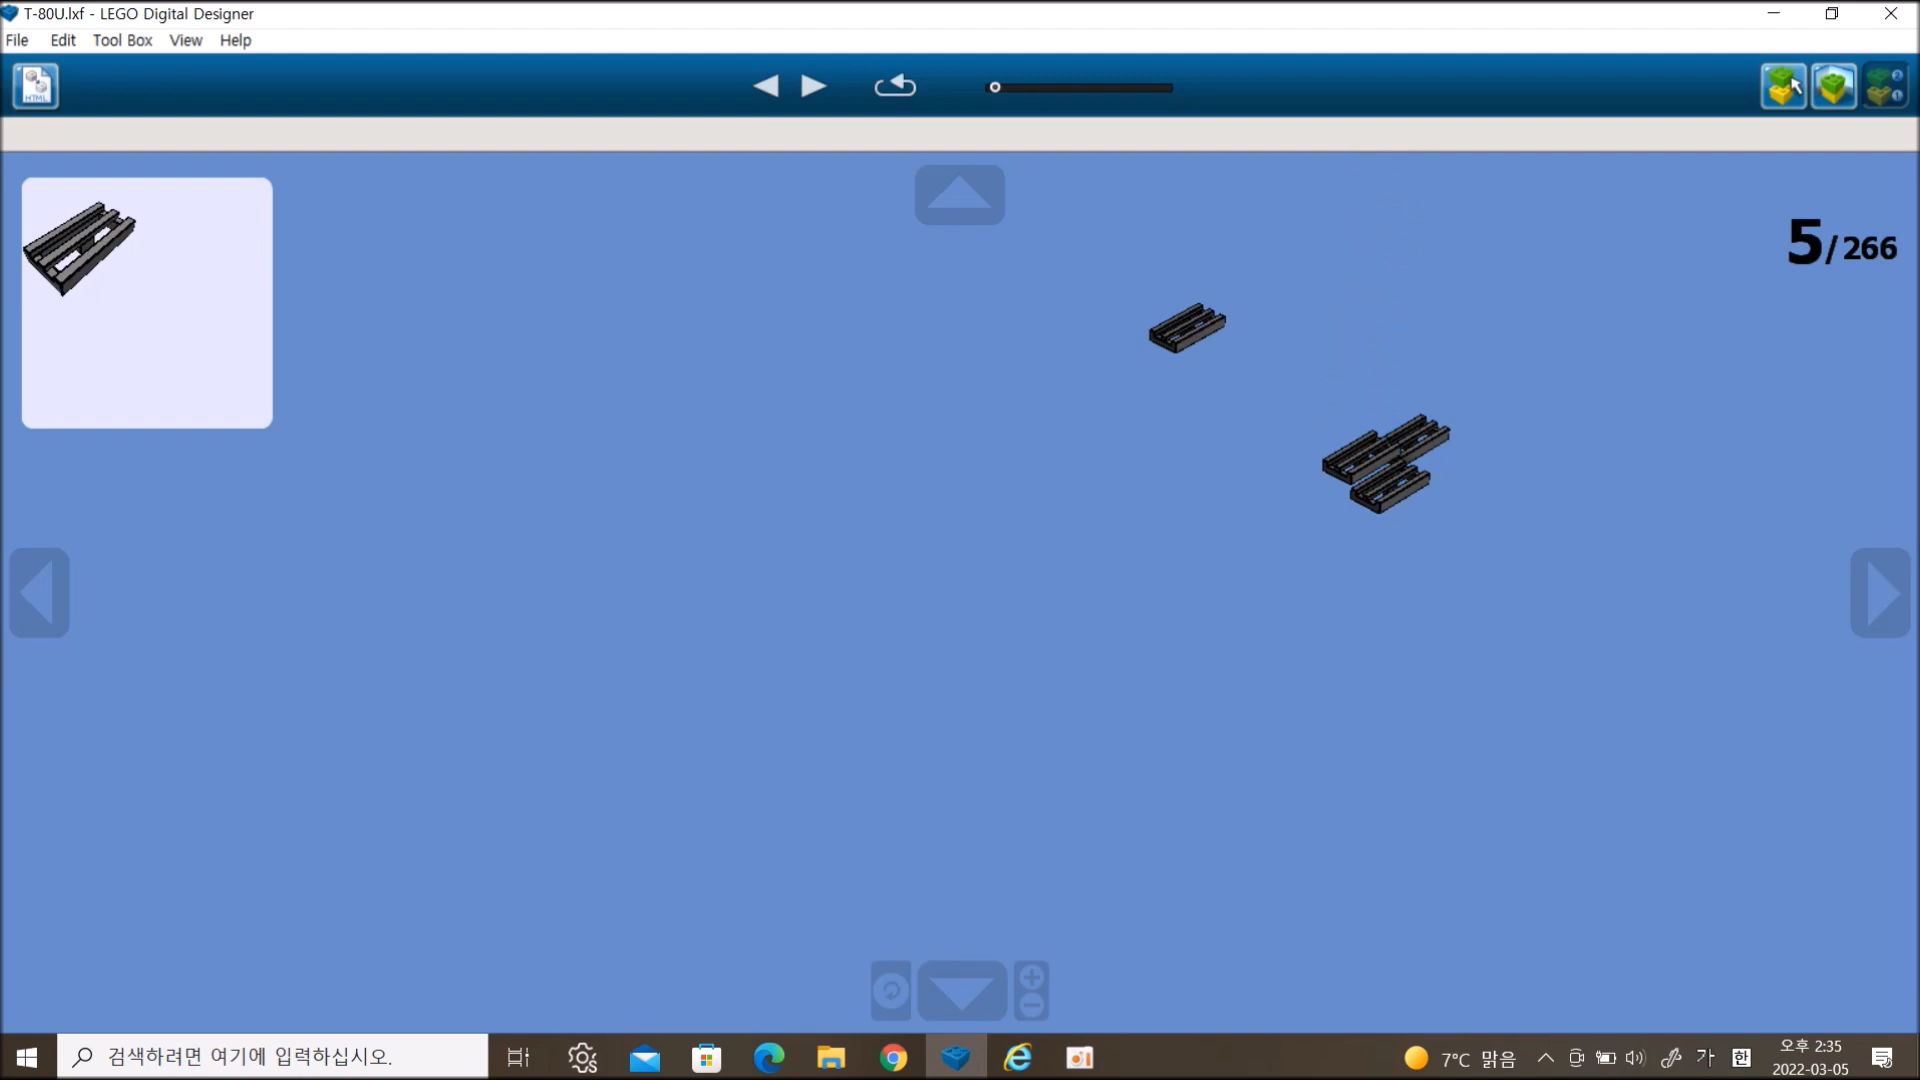 T-80U.lxf - LEGO Digital Designer
File Edit Tool Box View Help
HTML
5/266
검색하려면 여기에 입력하십시오.
7°C 맑음
가
한
오후 2:35
2022-03-05